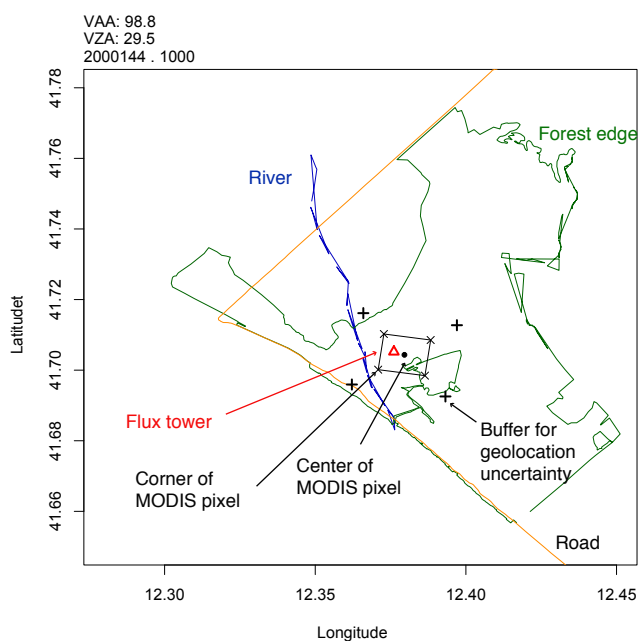 VAA: 98.8
VZA: 29.5
2000144 . 1000
41.78
41.76
41.74
41.72
41.70
41.68
41.66
Latitudet
Forest edge
River
Flux tower
Corner of
MODIS pixel
Center of
MODIS pixel
Buffer for
geolocation
uncertainty
Road
12.30
12.35
12.40
12.45
Longitude